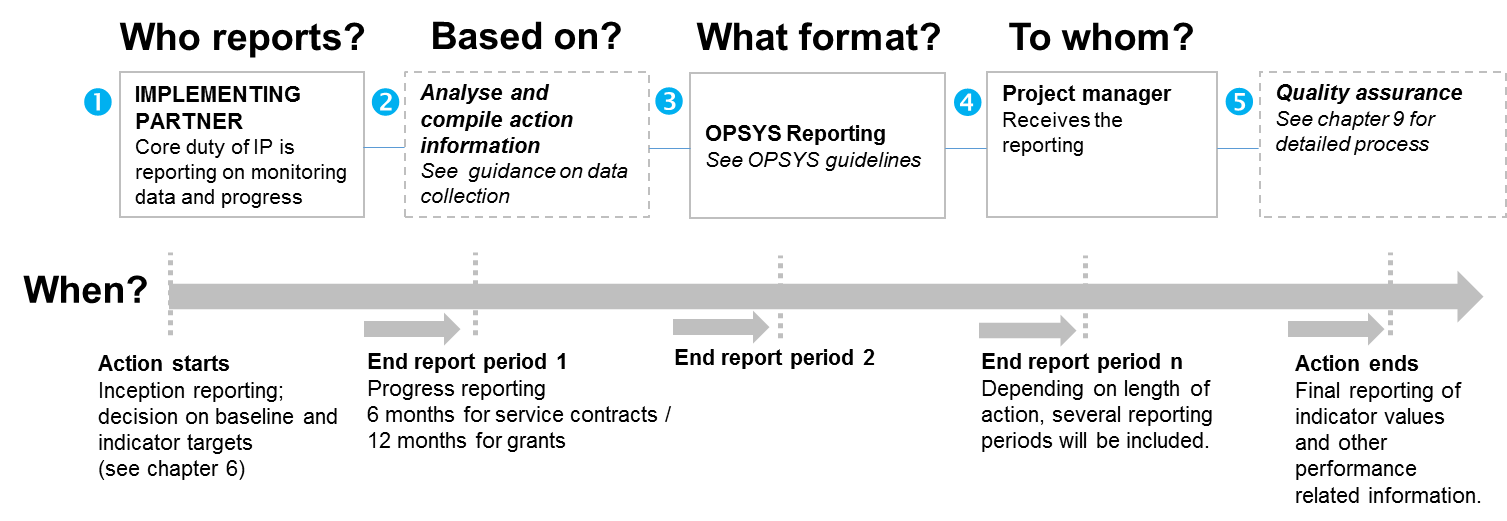 Who reports?
Based on?
What format?
To whom?
1
IMPLEMENTING
PARTNER
Core duty of IP is
reporting on monitoring
data and progress
2
Analyse and
compile action
information
See guidance on data
collection
3
OPSYS Reporting
See OPSYS guidelines
4
Project manager
Receives the
reporting
5
Quality assurance
See chapter 9 for
detailed process
When?
Action starts
Inception reporting;
decision on baseline and
indicator targets
(see chapter 6)
End report period 1
Progress reporting
6 months for service contracts /
12 months for grants
End report period 2
End report period n
Depending on length of
action, several reporting
periods will be included.
Action ends
Final reporting of
indicator values
and other
performance
related information.